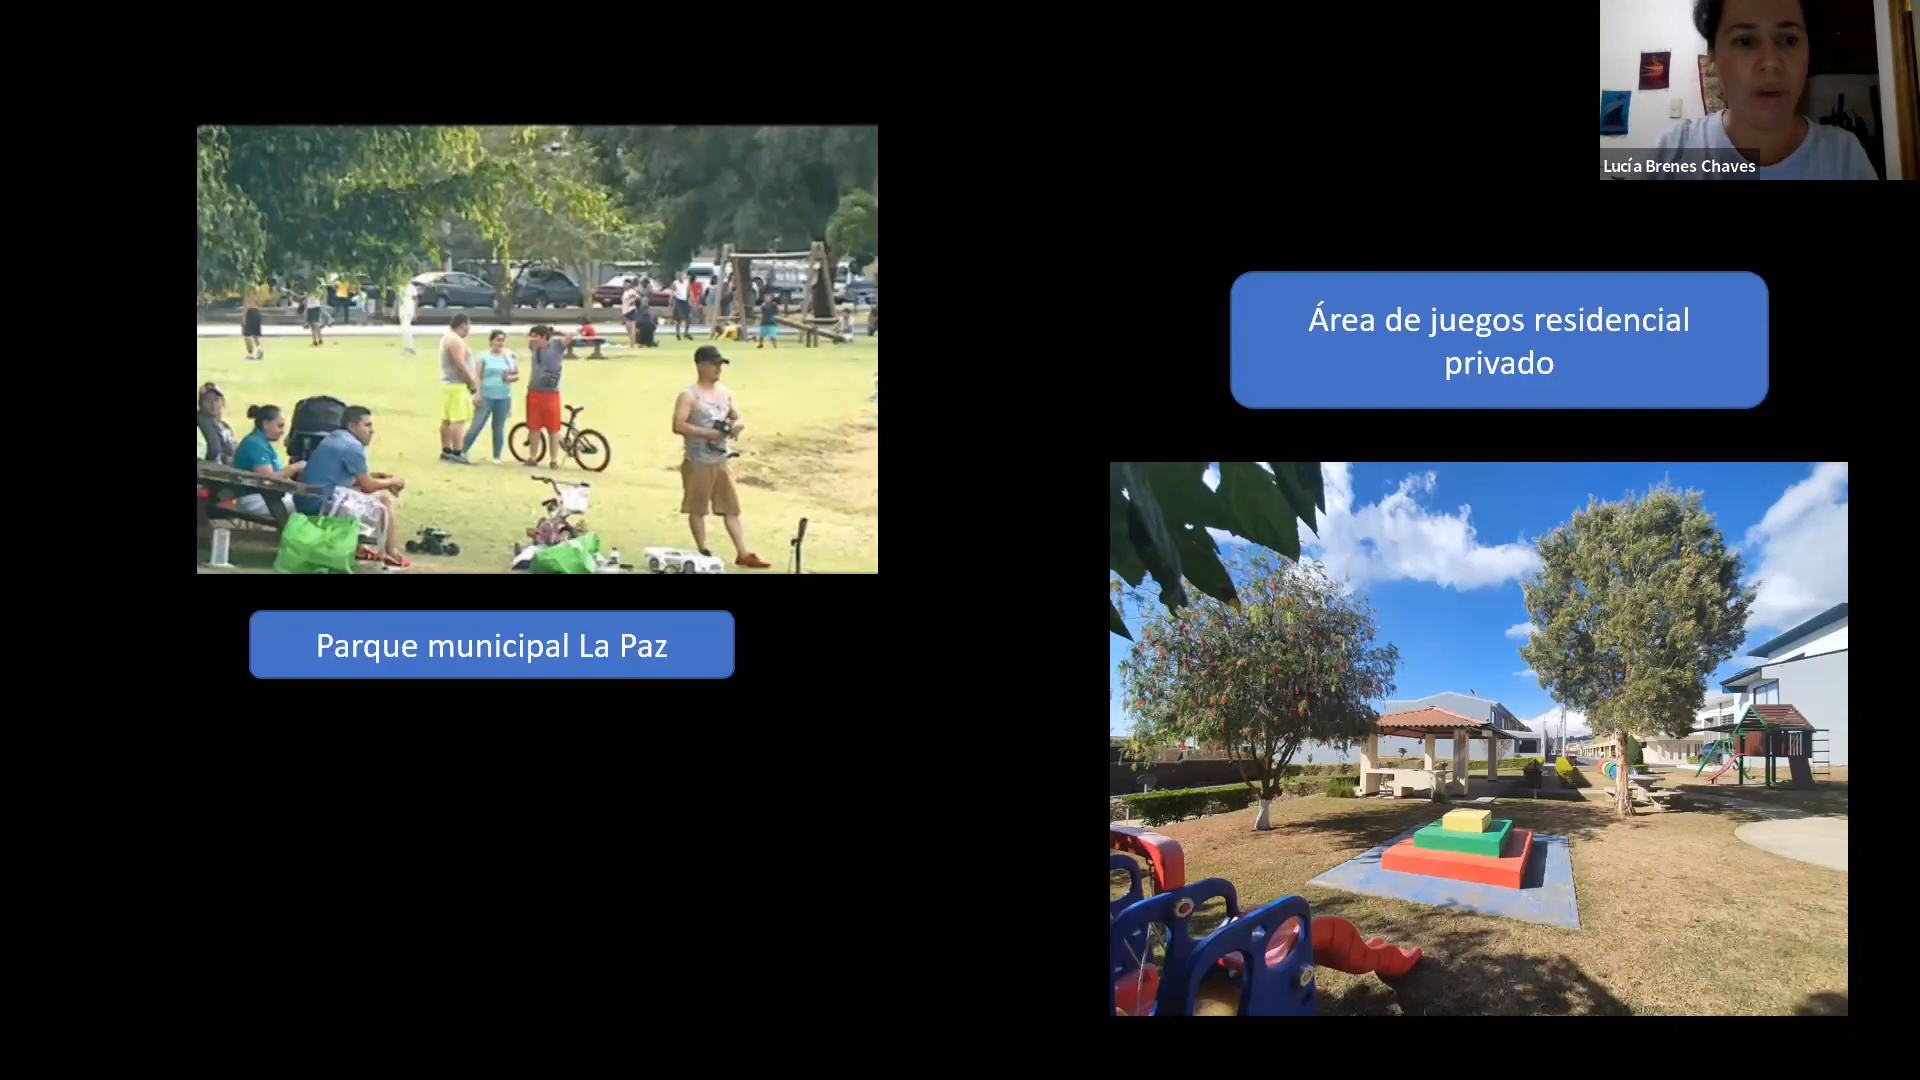 Lucía Brenes Chaves
Área de juegos residencial
privado
Parque municipal La Paz